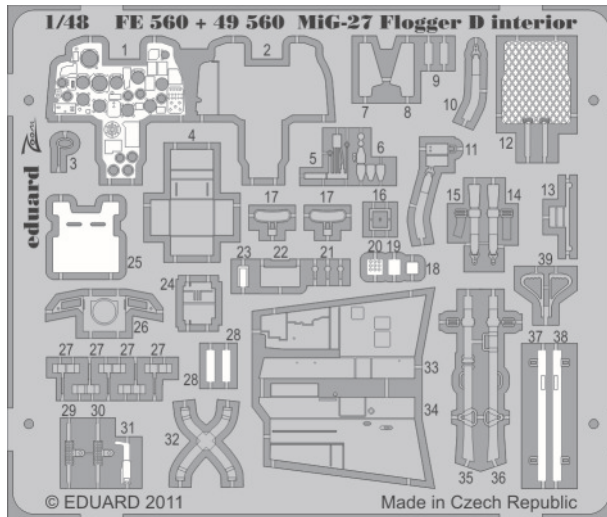 1/48 FE 560 + 49 560 MiG-27 Flogger D interior
1 2
7 8 9 10
12
3 4 5 6 11
eduard Zoom
17 17 16 15 14 13
25
23 22 21 20 19 18
24 39
26
27 27 27 27 28 33 37 38
28
34
29 30 31 32
35 36
© EDUARD 2011 Made in Czech Republic